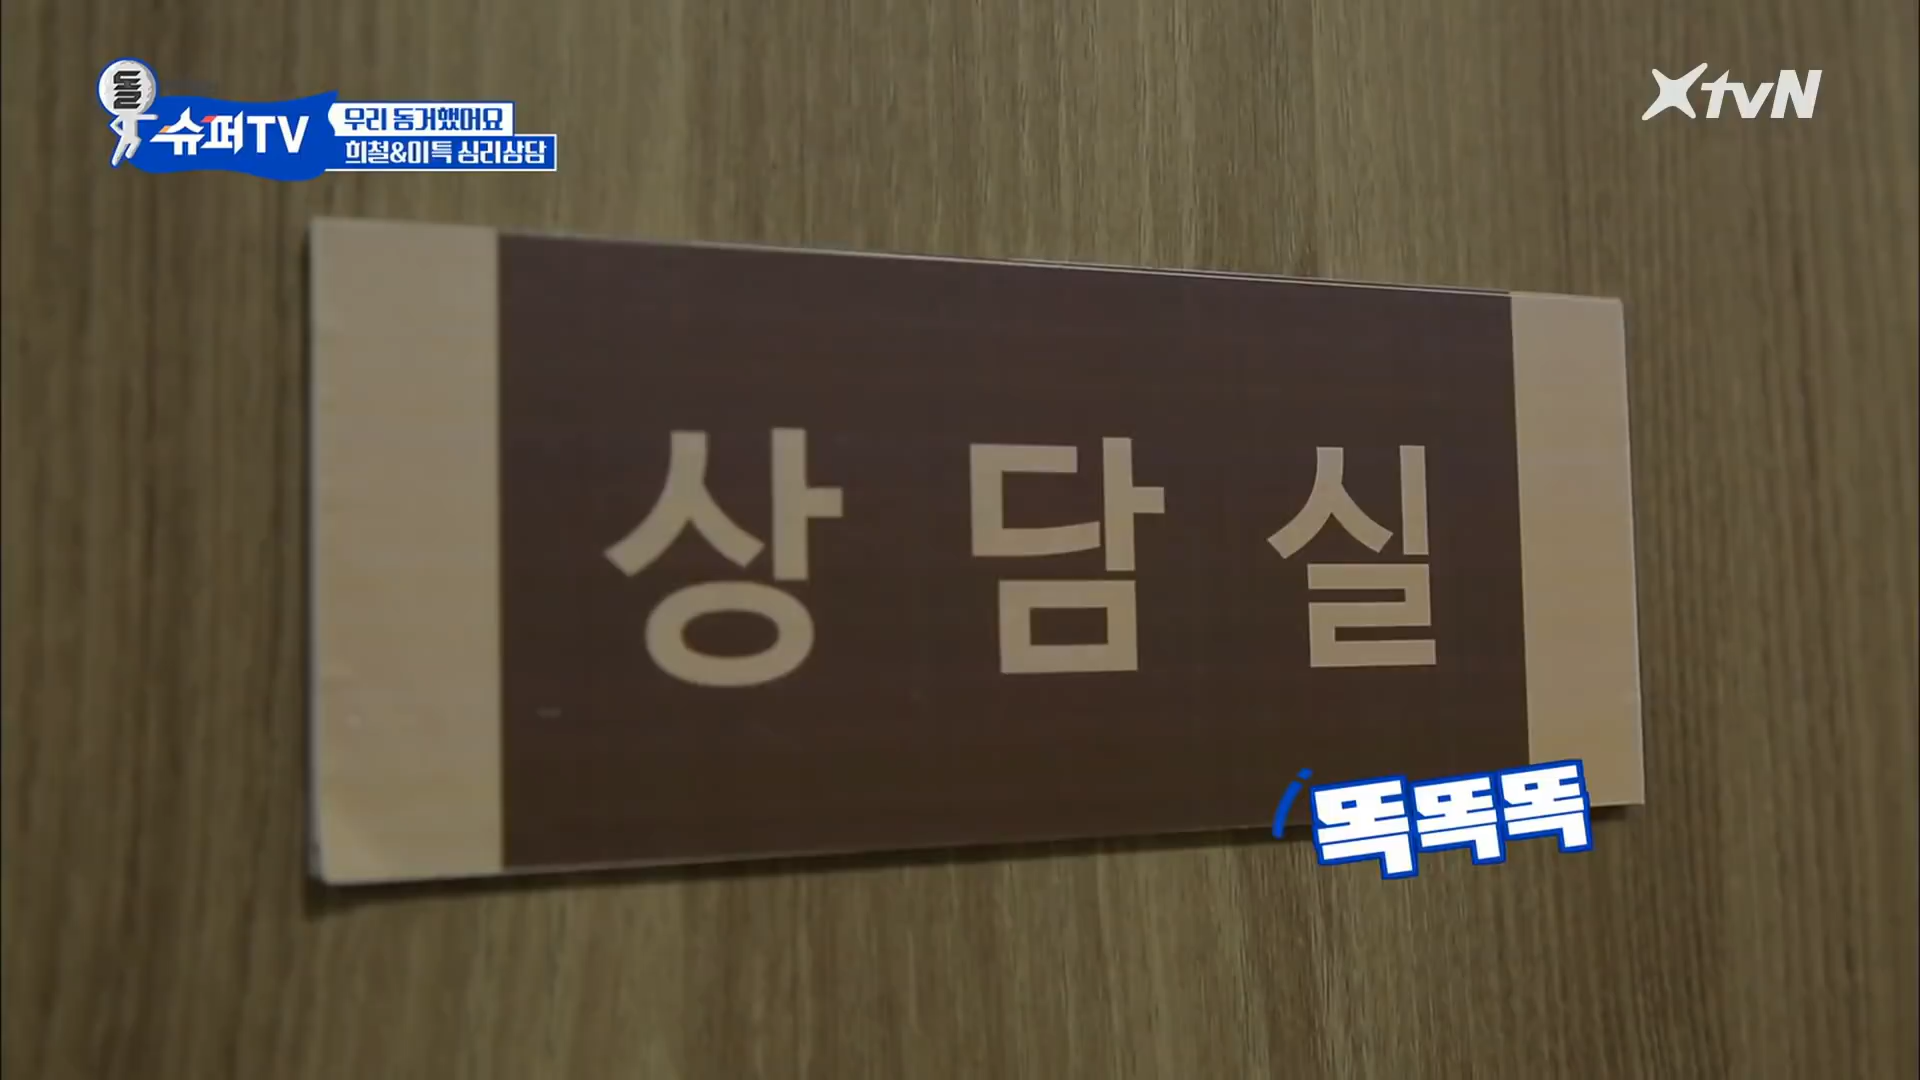 돌
슈퍼TV
우리 동거했어요
희철&이특 심리상담
XtvN
상담실
똑똑똑